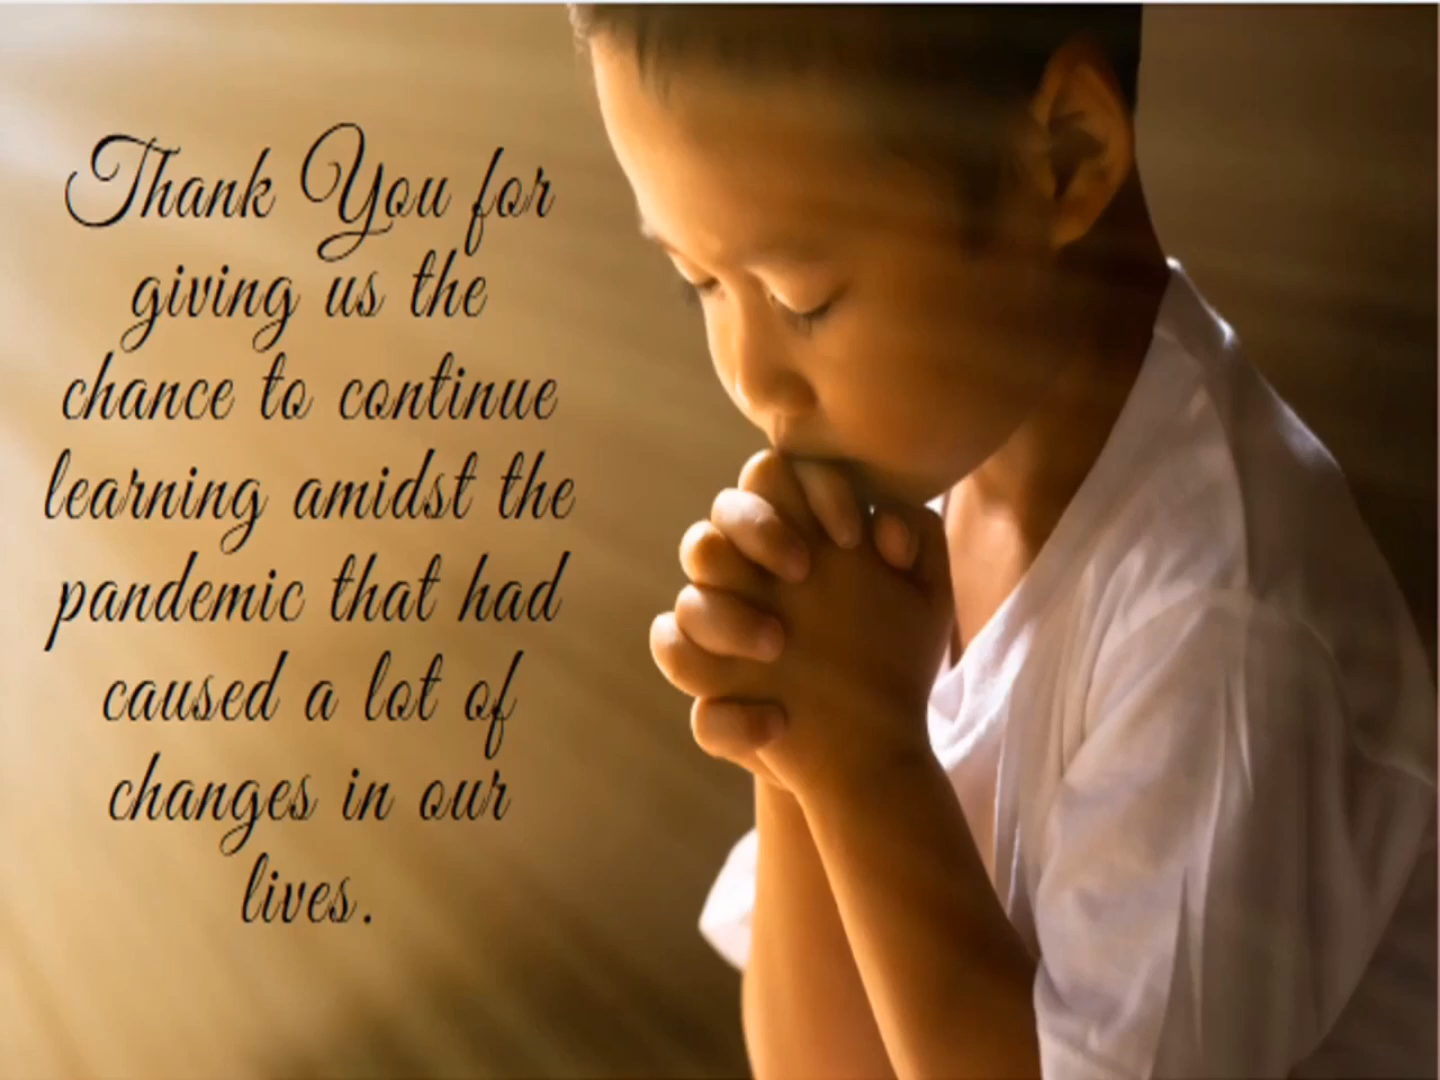 Thank You for
giving us the
chance to continue
learning amidst the
pandemic that had
caused a lot of
changes in our
lives.